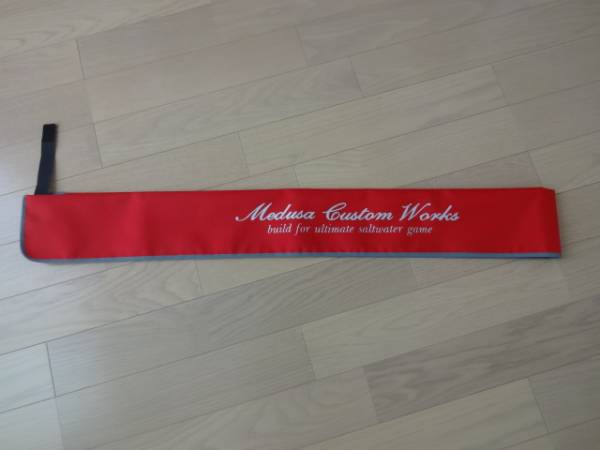 Medusa Custom Works
build for ultimate saltwater game